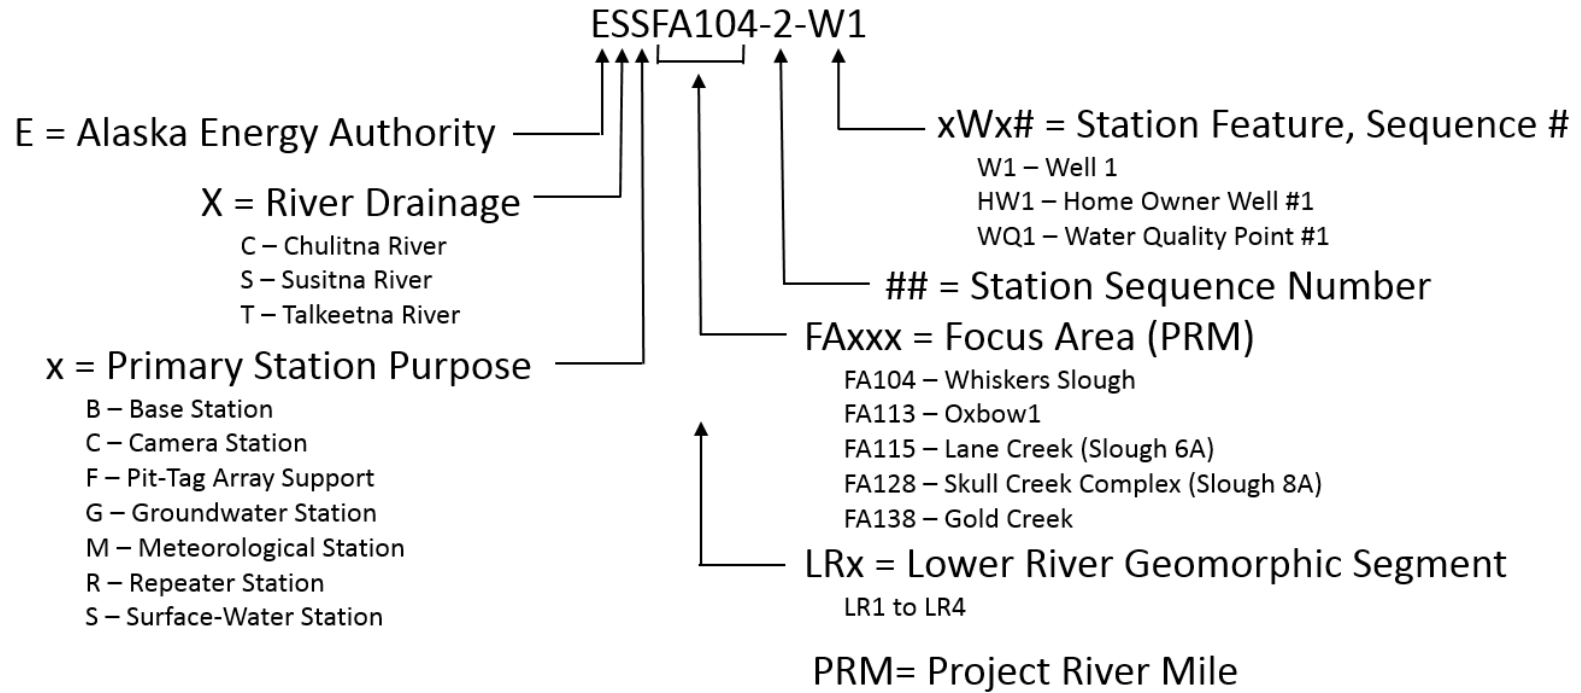 ESSFA104-2-W1
E = Alaska Energy Authority
X = River Drainage
C – Chulitna River
S – Susitna River
T – Talkeetna River
x = Primary Station Purpose
B – Base Station
C – Camera Station
F – Pit-Tag Array Support
G – Groundwater Station
M – Meteorological Station
R – Repeater Station
S – Surface-Water Station
xWx# = Station Feature, Sequence #
W1 – Well 1
HW1 – Home Owner Well #1
WQ1 – Water Quality Point #1
## = Station Sequence Number
FAxxx = Focus Area (PRM)
FA104 – Whiskers Slough
FA113 – Oxbow1
FA115 – Lane Creek (Slough 6A)
FA128 – Skull Creek Complex (Slough 8A)
FA138 – Gold Creek
LRx = Lower River Geomorphic Segment
LR1 to LR4
PRM= Project River Mile